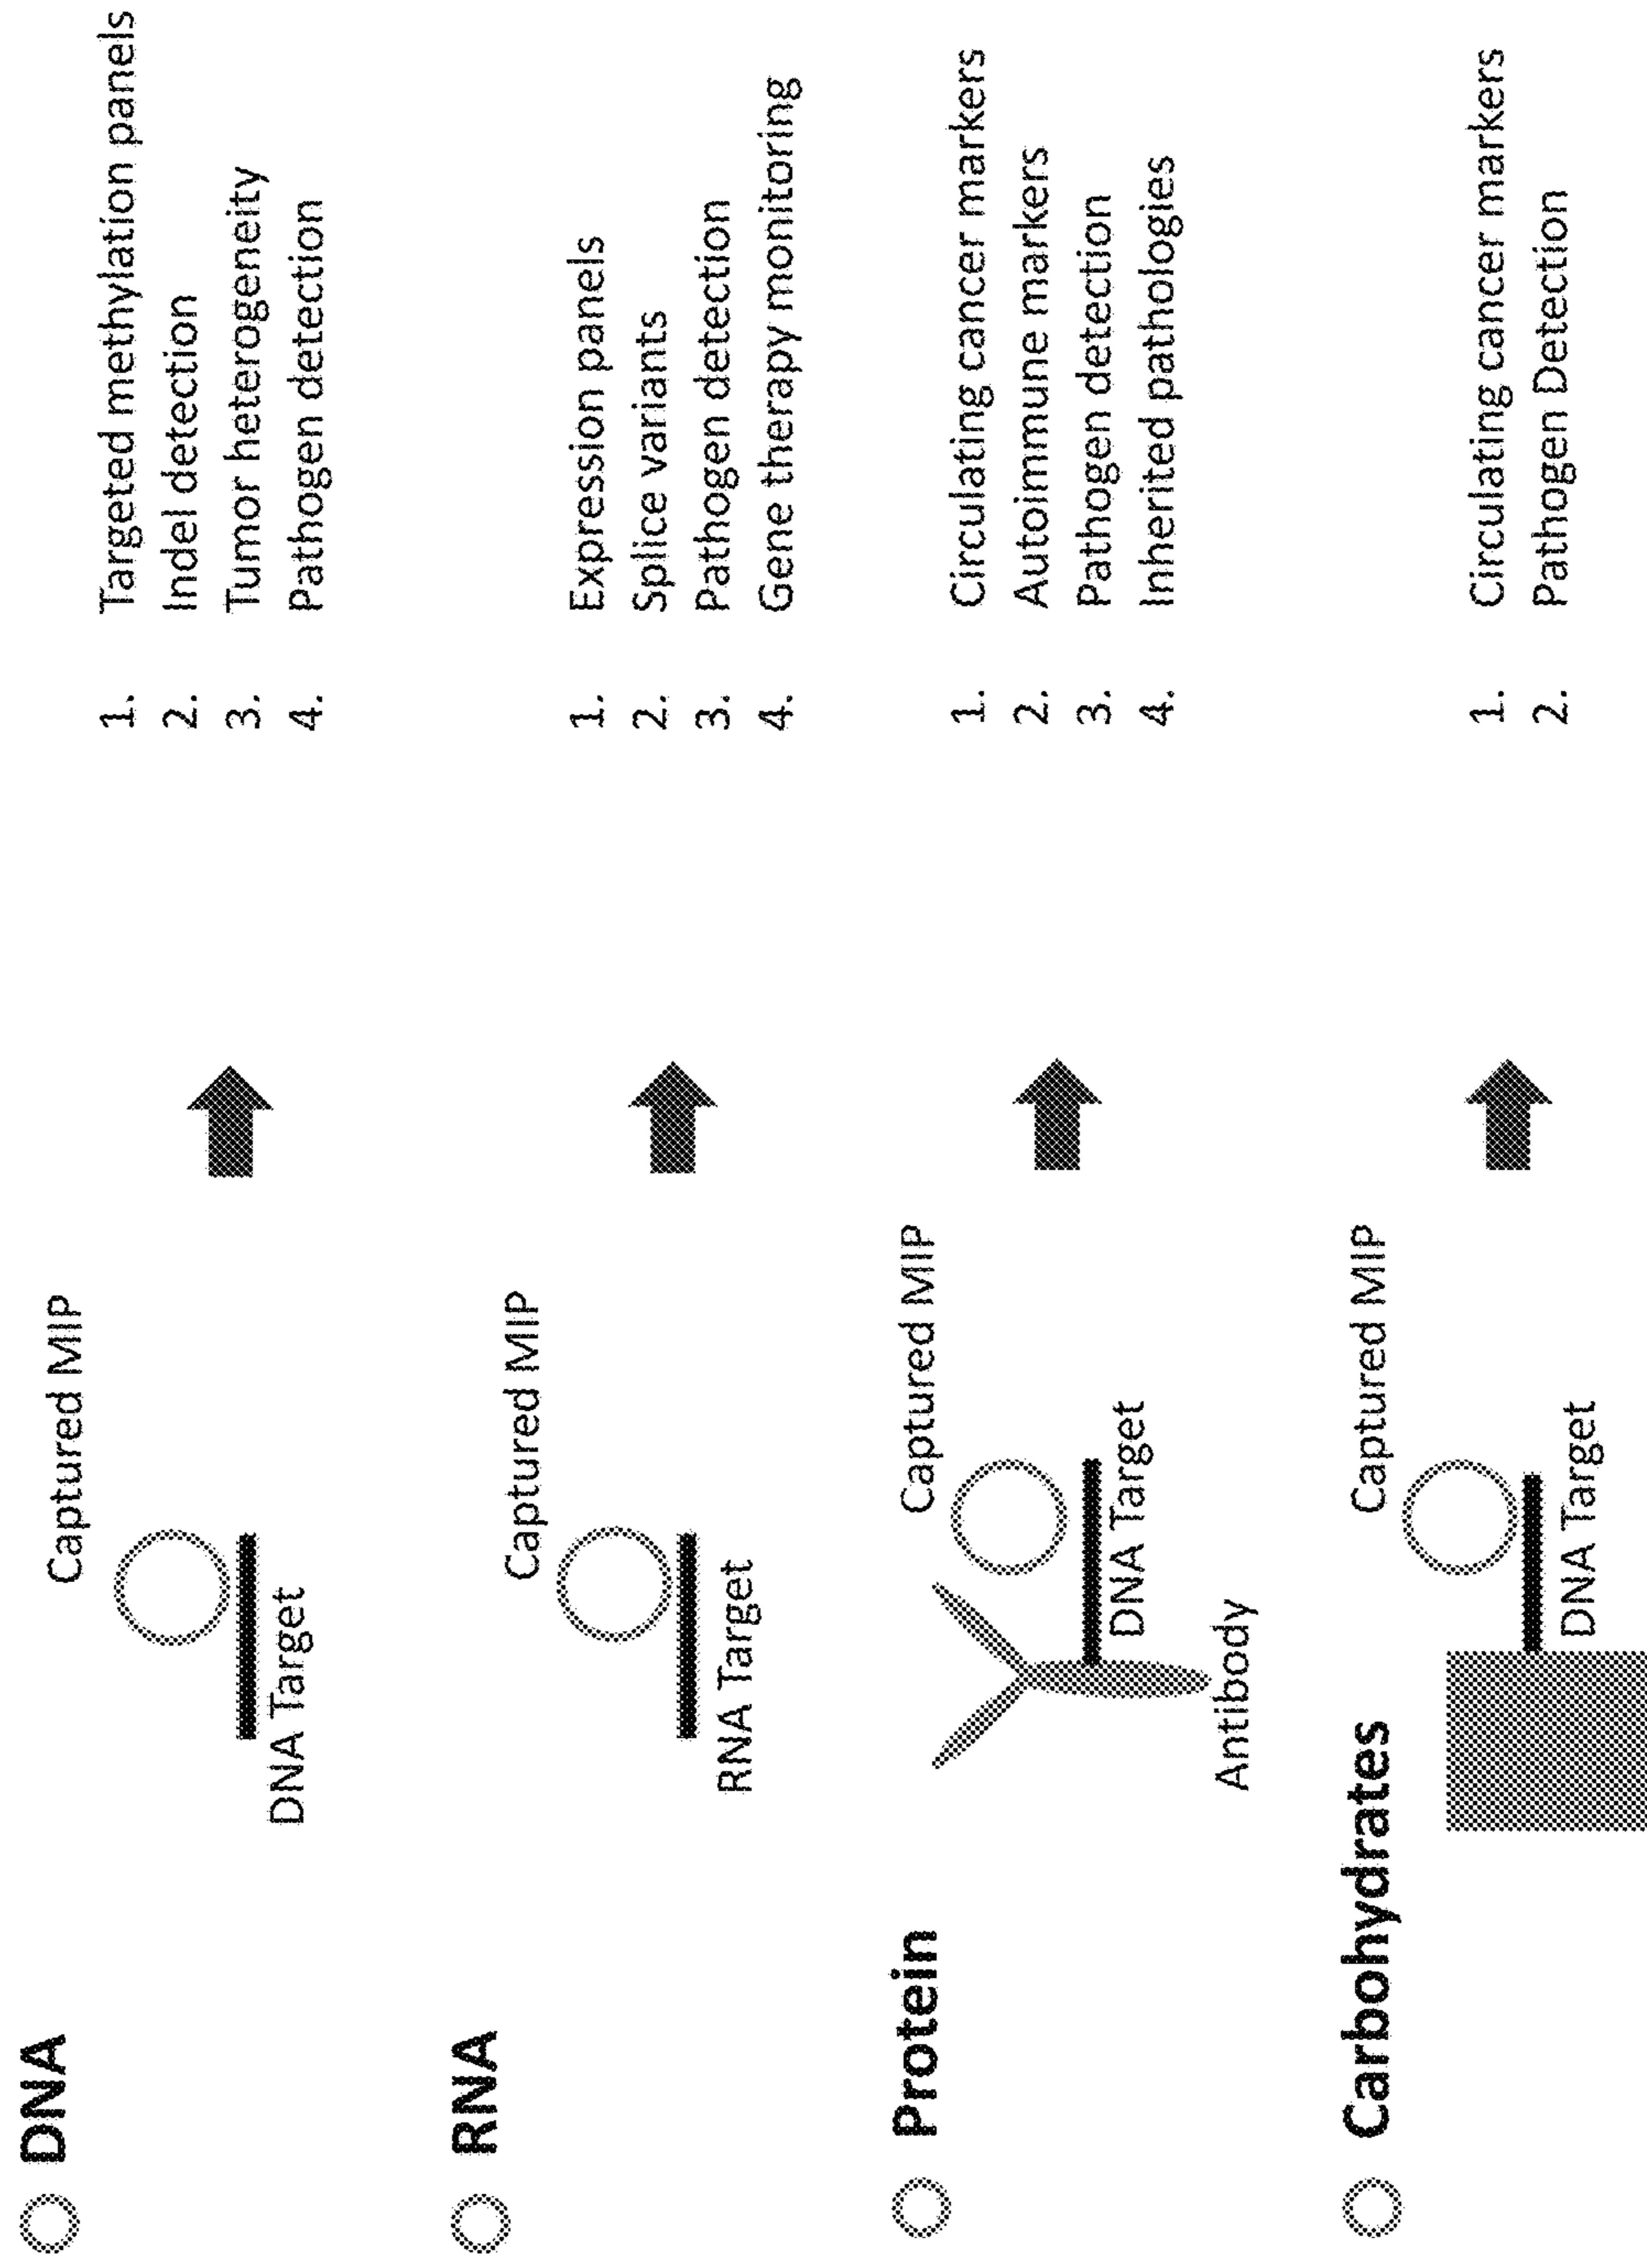 DNA
Captured MIP
DNA Target
1. Targeted methylation panels
2. Indel detection
3. Tumor heterogeneity
4. Pathogen detection
RNA
Captured MIP
RNA Target
1. Expression panels
2. Splice variants
3. Pathogen detection
4. Gene therapy monitoring
Protein
Captured MIP
DNA Target
Antibody
1. Circulating cancer markers
2. Autoimmune markers
3. Pathogen detection
4. Inherited pathologies
Carbohydrates
Captured MIP
DNA Target
1. Circulating cancer markers
2. Pathogen Detection